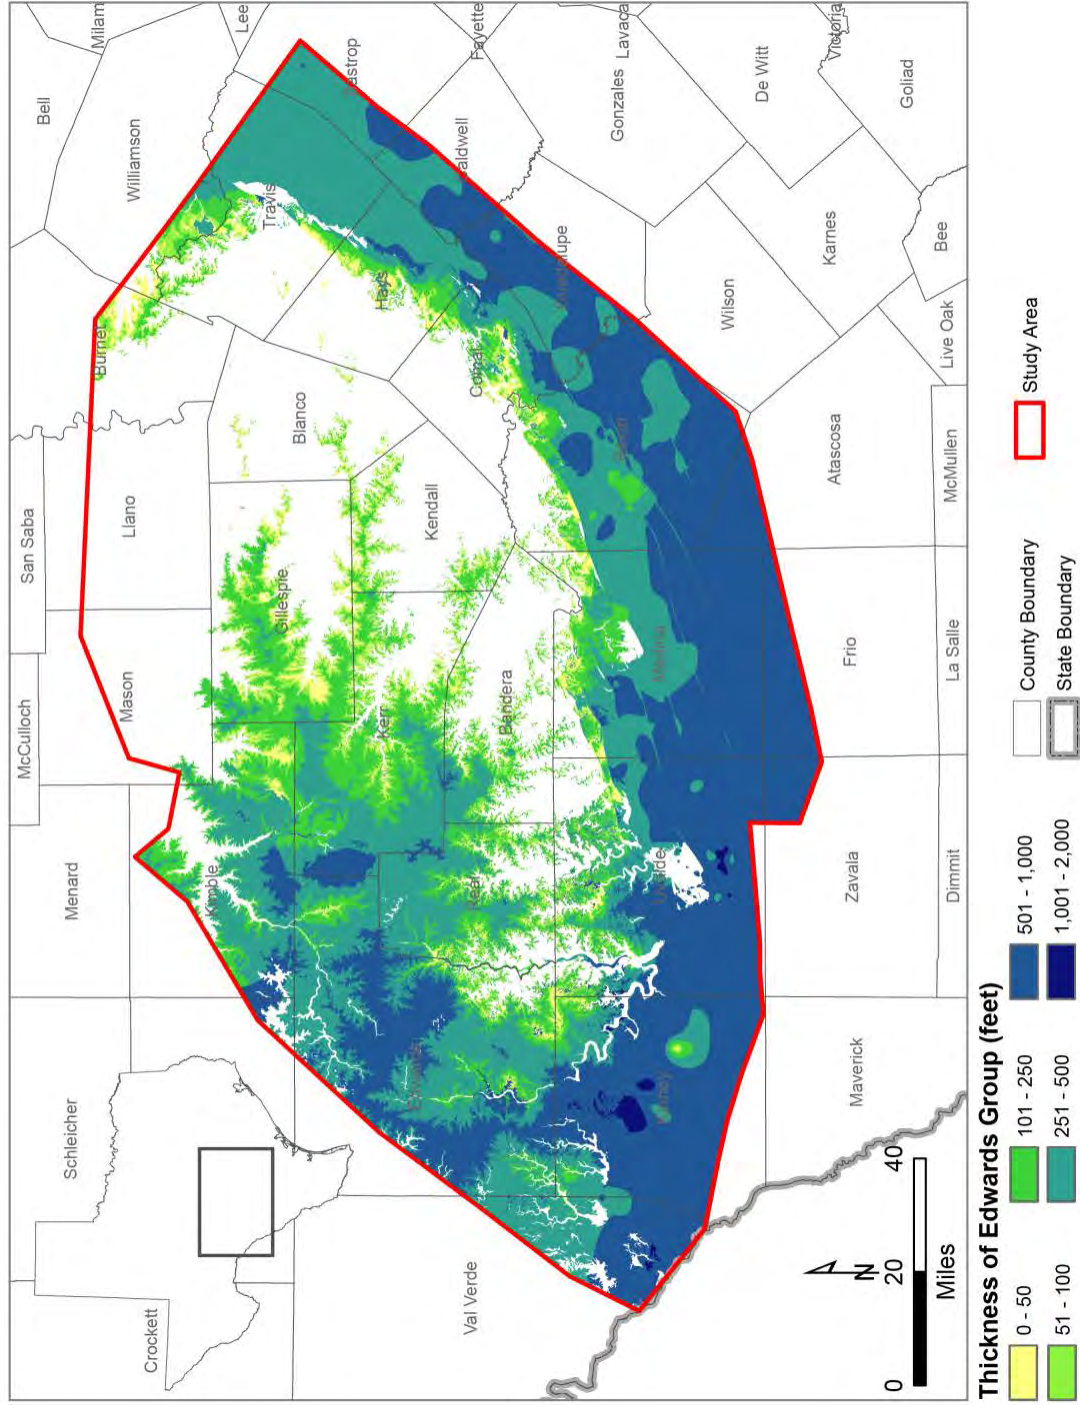 Crockett
Schleicher
Menard
McCulloch
San Saba
Bell
Milam
Lee
Mason
Llano
Burnet
Williamson
Val Verde
Kimble
Gillespie
Blanco
Travis
Bastrop
Fayette
Edwards
Kerr
Kendall
Hays
Caldwell
Real
Bandera
Comal
Guadalupe
Gonzales
Lavaca
Kinney
Uvalde
Medina
Bexar
Wilson
De Witt
Victoria
Maverick
Zavala
Frio
Atascosa
Karnes
Goliad
Dimmit
La Salle
McMullen
Live Oak
Bee
N
0 20 40
Miles
Thickness of Edwards Group (feet)
0 - 50
51 - 100
101 - 250
251 - 500
501 - 1,000
1,001 - 2,000
County Boundary
State Boundary
Study Area